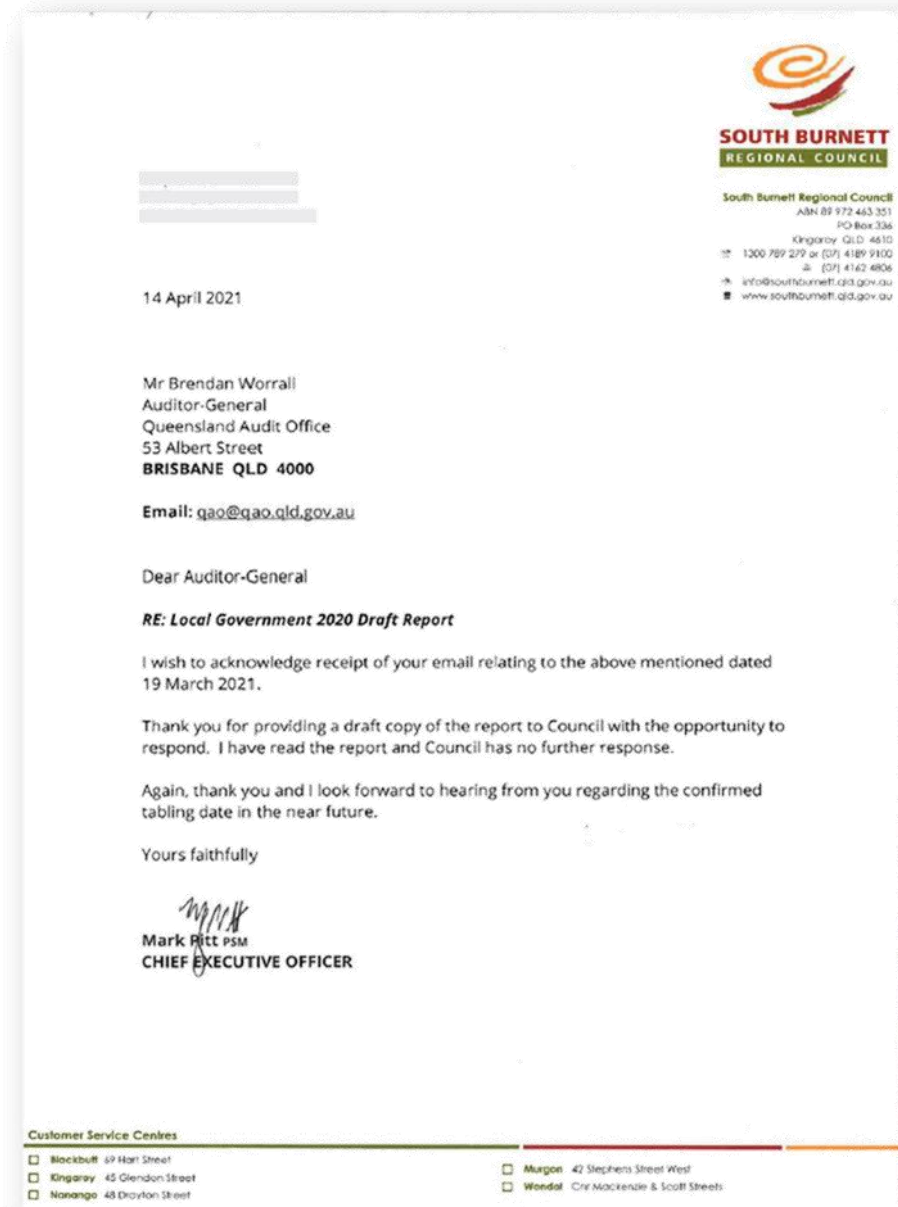 SOUTH BURNETT
REGIONAL COUNCIL
South Burnett Regional Council
ABN 89 972 463 351
PO Box 336
Kingaroy QLD 4610
1300 789 279 or (07) 4189 9100
(07) 4162 4806
info@southburnett.qld.gov.au
www.southburnett.qld.gov.au
14 April 2021
Mr Brendan Worrall
Auditor-General
Queensland Audit Office
53 Albert Street
BRISBANE QLD 4000
Email: qao@qao.qld.gov.au
Dear Auditor-General
RE: Local Government 2020 Draft Report
I wish to acknowledge receipt of your email relating to the above mentioned dated
19 March 2021.
Thank you for providing a draft copy of the report to Council with the opportunity to
respond. I have read the report and Council has no further response.
Again, thank you and I look forward to hearing from you regarding the confirmed
tabling date in the near future.
Yours faithfully
Mark Pitt PSM
CHIEF EXECUTIVE OFFICER
Customer Service Centres
Blackbutt 69 Hart Street
Kingaroy 45 Glendon Street
Nanango 48 Drayton Street
Murgon 42 Stephens Street West
Wondai Cnr Mackenzie & Scott Streets